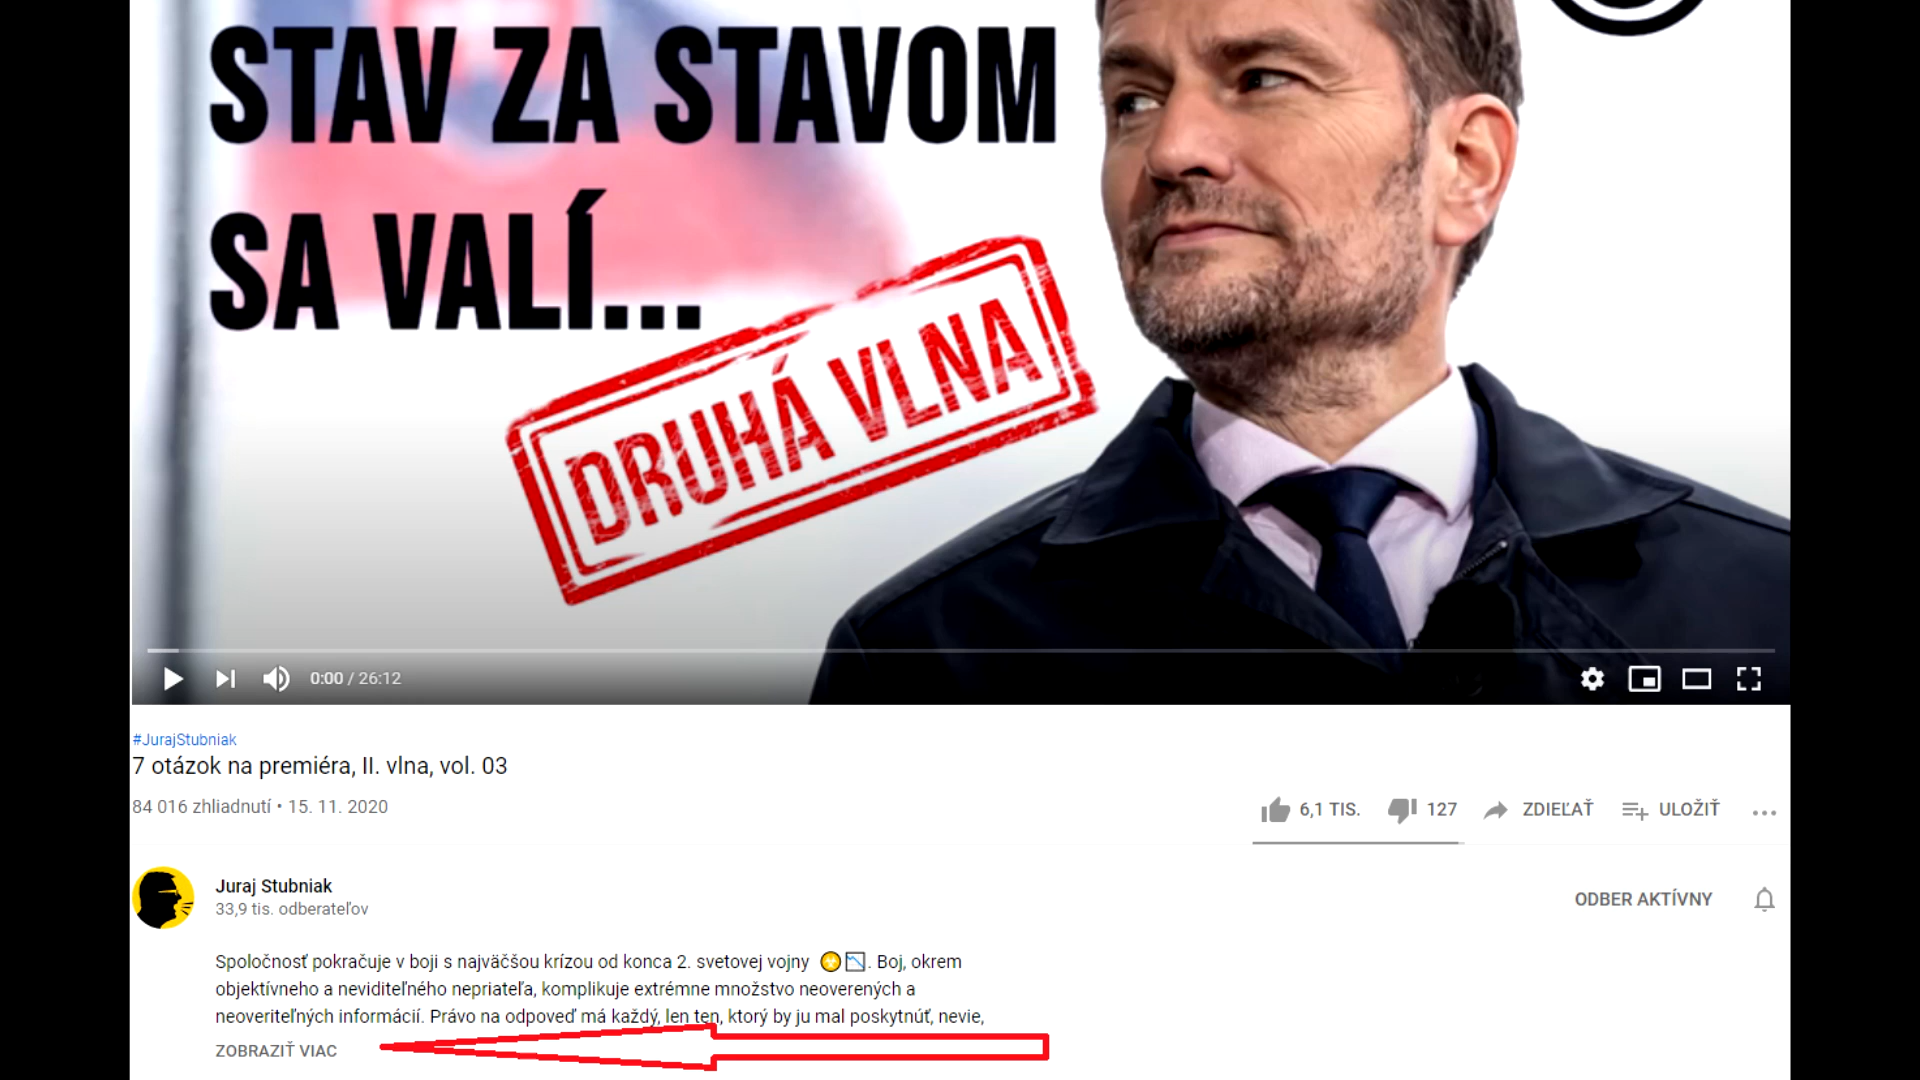 STAV ZA STAVOM
SA VALÍ...
DRUHÁ VLNA
0:00 / 26:12
#JurajStubniak
7 otázok na premiéra, II. vlna, vol. 03
84 016 zhliadnutí • 15. 11. 2020
6,1 TIS.
127
ZDIEĽAŤ
ULOŽIŤ
Juraj Stubniak
33,9 tis. odberateľov
ODBER AKTÍVNY
Spoločnosť pokračuje v boji s najväčšou krízou od konca 2. svetovej vojny ☣️📉. Boj, okrem
objektívneho a neviditeľného nepriateľa, komplikuje extrémne množstvo neoverených a
neoveriteľných informácií. Právo na odpoveď má každý, len ten, ktorý by ju mal poskytnúť, nevie,
ZOBRAZIŤ VIAC